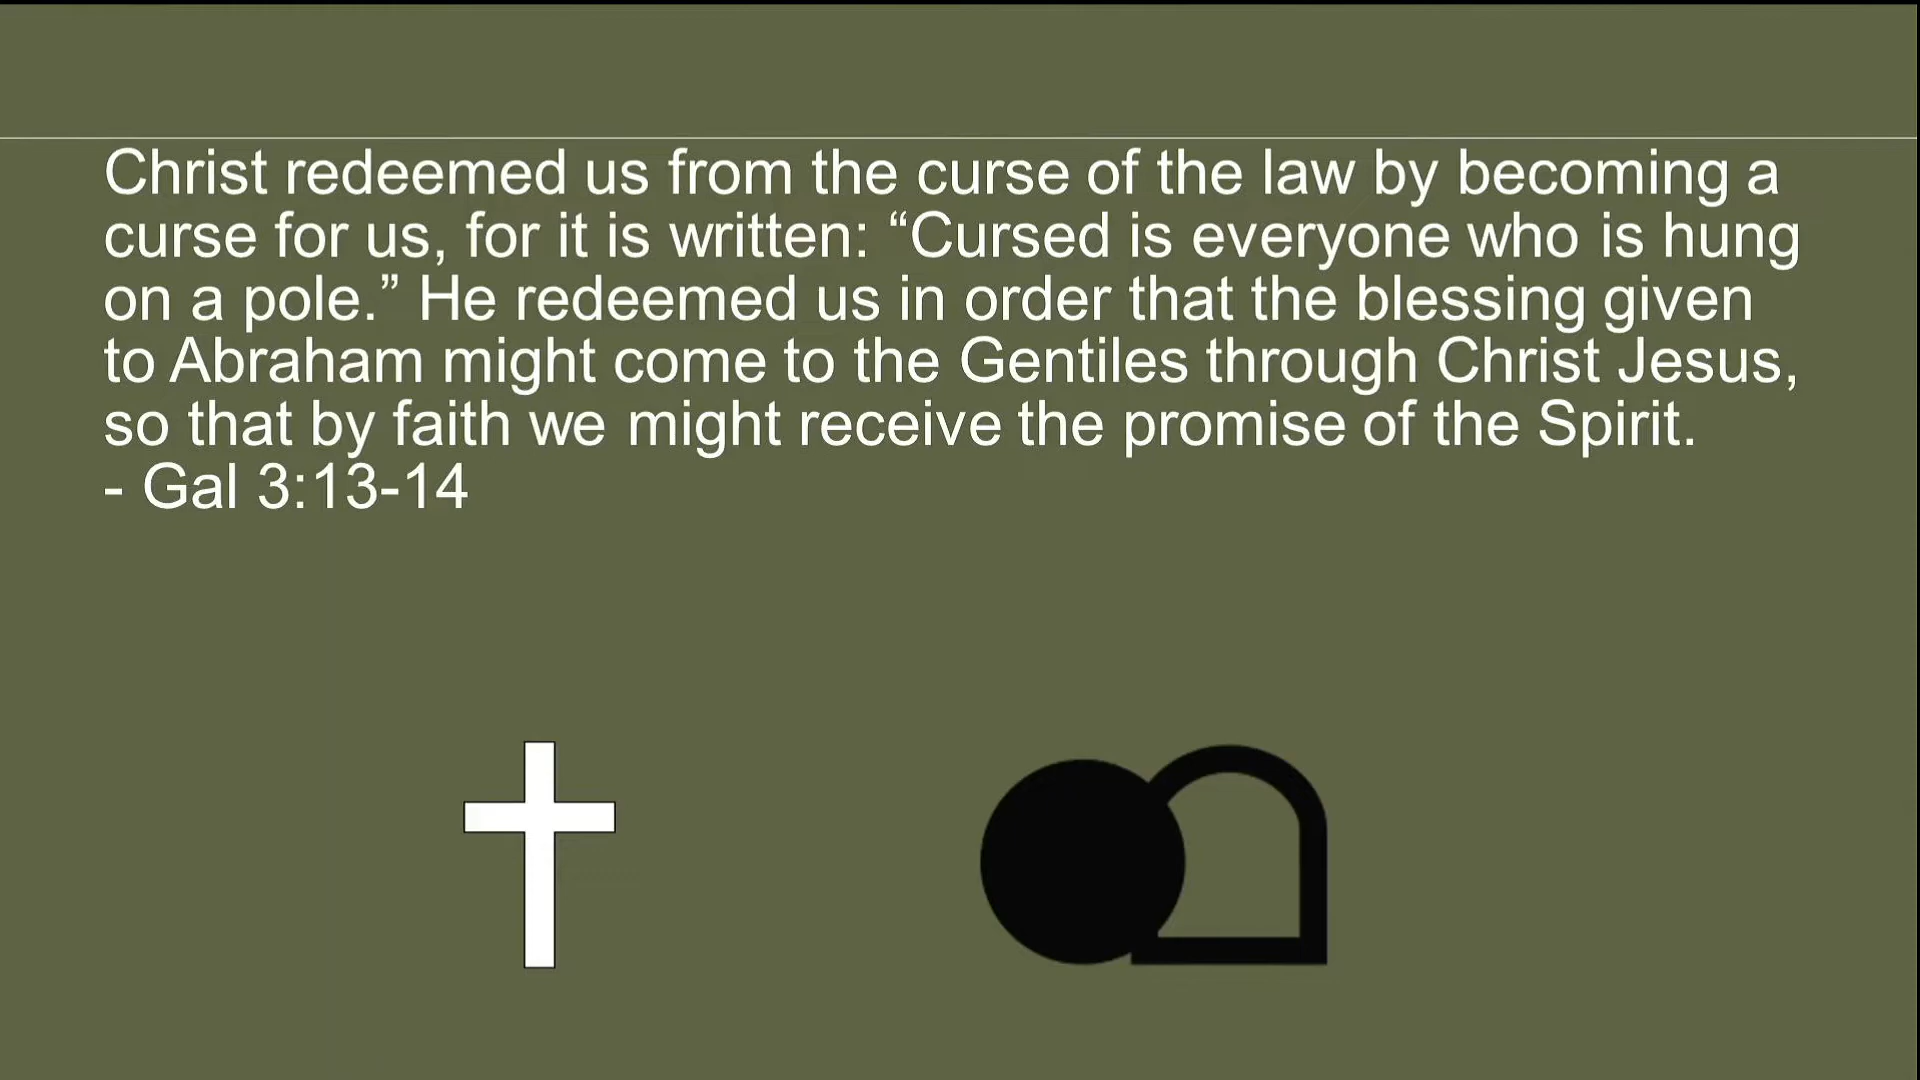 Christ redeemed us from the curse of the law by becoming a
curse for us, for it is written: “Cursed is everyone who is hung
on a pole.” He redeemed us in order that the blessing given
to Abraham might come to the Gentiles through Christ Jesus,
so that by faith we might receive the promise of the Spirit.
- Gal 3:13-14